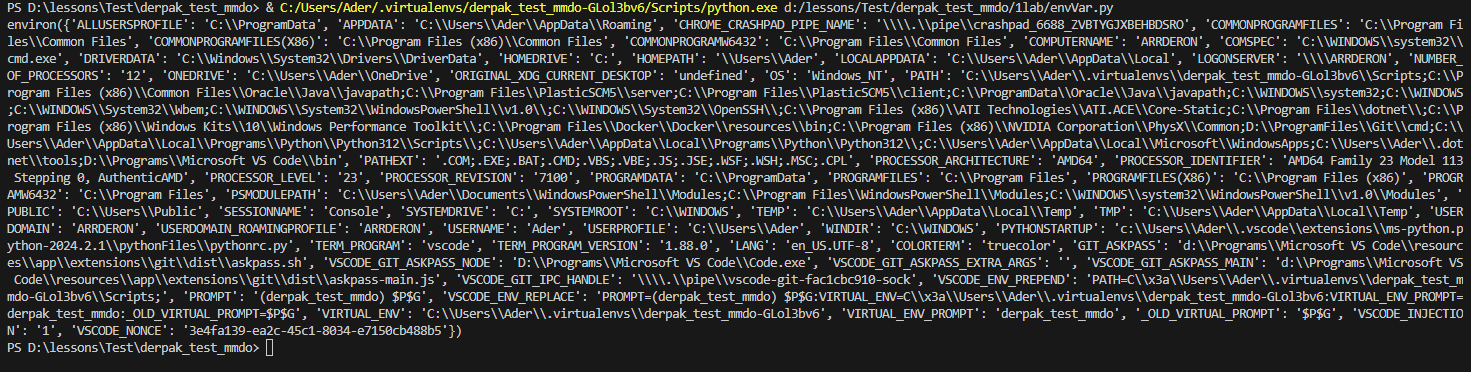 PS D:\lessons\Test\derpak_test_mmdo> & C:/Users/Ader/.virtualenvs/derpak_test_mmdo-GLol3bv6/Scripts/python.exe d:/lessons/Test/derpak_test_mmdo/1lab/envVar.py
environ({'ALLUSERSPROFILE': 'C:\\ProgramData', 'APPDATA': 'C:\\Users\\Ader\\AppData\\Roaming', 'CHROME_CRASHPAD_PIPE_NAME': '\\\\.\\pipe\\crashpad_6688_ZVBTYGJXBEHBDSRO', 'COMMONPROGRAMFILES': 'C:\\Program Fi
les\\Common Files', 'COMMONPROGRAMFILES(X86)': 'C:\\Program Files (x86)\\Common Files', 'COMMONPROGRAMW6432': 'C:\\Program Files\\Common Files', 'COMPUTERNAME': 'ARRDERON', 'COMSPEC': 'C:\\WINDOWS\\system32\\
cmd.exe', 'DRIVERDATA': 'C:\\Windows\\System32\\Drivers\\DriverData', 'HOMEDRIVE': 'C:', 'HOMEPATH': '\\Users\\Ader', 'LOCALAPPDATA': 'C:\\Users\\Ader\\AppData\\Local', 'LOGONSERVER': '\\\\ARRDERON', 'NUMBER_
OF_PROCESSORS': '12', 'ONEDRIVE': 'C:\\Users\\Ader\\OneDrive', 'ORIGINAL_XDG_CURRENT_DESKTOP': 'undefined', 'OS': 'Windows_NT', 'PATH': 'C:\\Users\\Ader\\.virtualenvs\\derpak_test_mmdo-GLol3bv6\\Scripts;C:\\P
rogram Files (x86)\\Common Files\\Oracle\\Java\\javapath;C:\\Program Files\\PlasticSCM5\\server;C:\\Program Files\\PlasticSCM5\\client;C:\\ProgramData\\Oracle\\Java\\javapath;C:\\WINDOWS\\system32;C:\\WINDOWS
;C:\\WINDOWS\\System32\\Wbem;C:\\WINDOWS\\System32\\WindowsPowerShell\\v1.0\\;C:\\WINDOWS\\System32\\OpenSSH\\;C:\\Program Files (x86)\\ATI Technologies\\ATI.ACE\\Core-Static;C:\\Program Files\\dotnet\\;C:\\P
rogram Files (x86)\\Windows Kits\\10\\Windows Performance Toolkit\\;C:\\Program Files\\Docker\\Docker\\resources\\bin;C:\\Program Files (x86)\\NVIDIA Corporation\\PhysX\\Common;D:\\ProgramFiles\\Git\\cmd;C:\\
Users\\Ader\\AppData\\Local\\Programs\\Python\\Python312\\Scripts\\;C:\\Users\\Ader\\AppData\\Local\\Programs\\Python\\Python312\\;C:\\Users\\Ader\\AppData\\Local\\Microsoft\\WindowsApps;C:\\Users\\Ader\\.dot
net\\tools;D:\\Programs\\Microsoft VS Code\\bin', 'PATHEXT': '.COM;.EXE;.BAT;.CMD;.VBS;.VBE;.JS;.JSE;.WSF;.WSH;.MSC;.CPL', 'PROCESSOR_ARCHITECTURE': 'AMD64', 'PROCESSOR_IDENTIFIER': 'AMD64 Family 23 Model 113
 Stepping 0, AuthenticAMD', 'PROCESSOR_LEVEL': '23', 'PROCESSOR_REVISION': '7100', 'PROGRAMDATA': 'C:\\ProgramData', 'PROGRAMFILES': 'C:\\Program Files', 'PROGRAMFILES(X86)': 'C:\\Program Files (x86)', 'PROGR
AMW6432': 'C:\\Program Files', 'PSMODULEPATH': 'C:\\Users\\Ader\\Documents\\WindowsPowerShell\\Modules;C:\\Program Files\\WindowsPowerShell\\Modules;C:\\WINDOWS\\system32\\WindowsPowerShell\\v1.0\\Modules', '
PUBLIC': 'C:\\Users\\Public', 'SESSIONNAME': 'Console', 'SYSTEMDRIVE': 'C:', 'SYSTEMROOT': 'C:\\WINDOWS', 'TEMP': 'C:\\Users\\Ader\\AppData\\Local\\Temp', 'TMP': 'C:\\Users\\Ader\\AppData\\Local\\Temp', 'USER
DOMAIN': 'ARRDERON', 'USERDOMAIN_ROAMINGPROFILE': 'ARRDERON', 'USERNAME': 'Ader', 'USERPROFILE': 'C:\\Users\\Ader', 'WINDIR': 'C:\\WINDOWS', 'PYTHONSTARTUP': 'c:\\Users\\Ader\\.vscode\\extensions\\ms-python.p
ython-2024.2.1\\pythonFiles\\pythonrc.py', 'TERM_PROGRAM': 'vscode', 'TERM_PROGRAM_VERSION': '1.88.0', 'LANG': 'en_US.UTF-8', 'COLORTERM': 'truecolor', 'GIT_ASKPASS': 'd:\\Programs\\Microsoft VS Code\\resourc
es\\app\\extensions\\git\\dist\\askpass.sh', 'VSCODE_GIT_ASKPASS_NODE': 'D:\\Programs\\Microsoft VS Code\\Code.exe', 'VSCODE_GIT_ASKPASS_EXTRA_ARGS': '', 'VSCODE_GIT_ASKPASS_MAIN': 'd:\\Programs\\Microsoft VS
 Code\\resources\\app\\extensions\\git\\dist\\askpass-main.js', 'VSCODE_GIT_IPC_HANDLE': '\\\\.\\pipe\\vscode-git-fac1cbc910-sock', 'VSCODE_ENV_PREPEND': 'PATH=C\\x3a\\Users\\Ader\\.virtualenvs\\derpak_test_m
mdo-GLol3bv6\\Scripts;', 'PROMPT': '(derpak_test_mmdo) $P$G', 'VSCODE_ENV_REPLACE': 'PROMPT=(derpak_test_mmdo) $P$G:VIRTUAL_ENV=C\\x3a\\Users\\Ader\\.virtualenvs\\derpak_test_mmdo-GLol3bv6:VIRTUAL_ENV_PROMPT=
derpak_test_mmdo:_OLD_VIRTUAL_PROMPT=$P$G', 'VIRTUAL_ENV': 'C:\\Users\\Ader\\.virtualenvs\\derpak_test_mmdo-GLol3bv6', 'VIRTUAL_ENV_PROMPT': 'derpak_test_mmdo', '_OLD_VIRTUAL_PROMPT': '$P$G', 'VSCODE_INJECTIO
N': '1', 'VSCODE_NONCE': '3e4fa139-ea2c-45c1-8034-e7150cb488b5'})
PS D:\lessons\Test\derpak_test_mmdo>